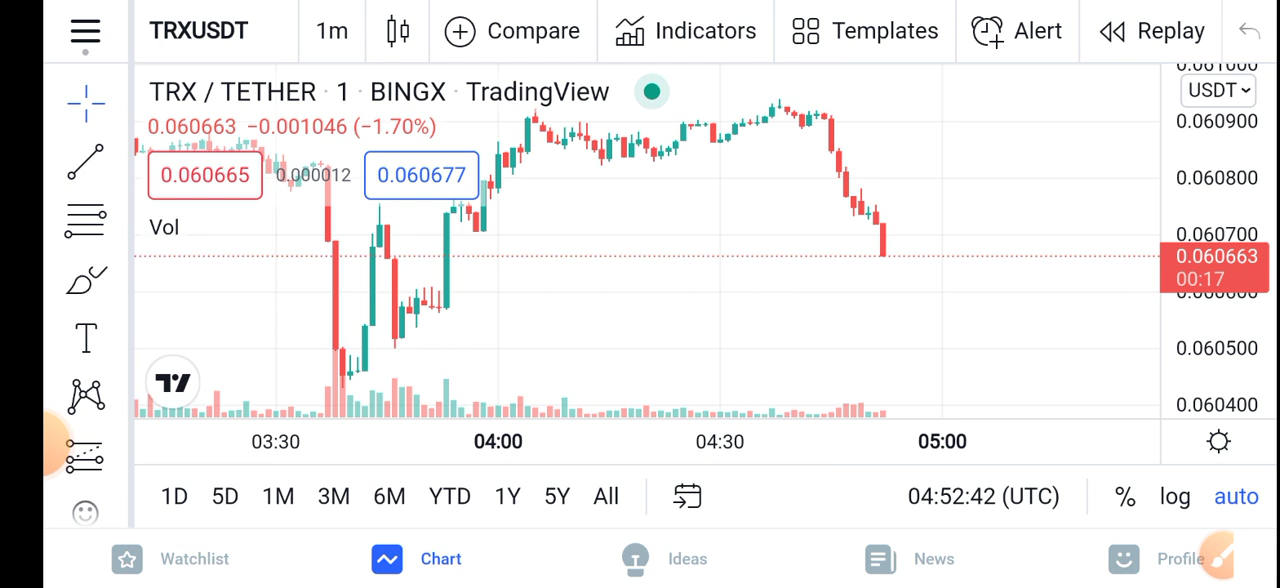 TRXUSDT 1m Compare Indicators Templates Alert Replay
TRX / TETHER · 1 · BINGX · TradingView
0.060663 −0.001046 (−1.70%)
0.060665 0.000012 0.060677
Vol
0.061000
USDT
0.060900
0.060800
0.060700
0.060663
00:17
0.060600
0.060500
0.060400
03:30 04:00 04:30 05:00
1D 5D 1M 3M 6M YTD 1Y 5Y All 04:52:42 (UTC) % log auto
Watchlist Chart Ideas News Profile